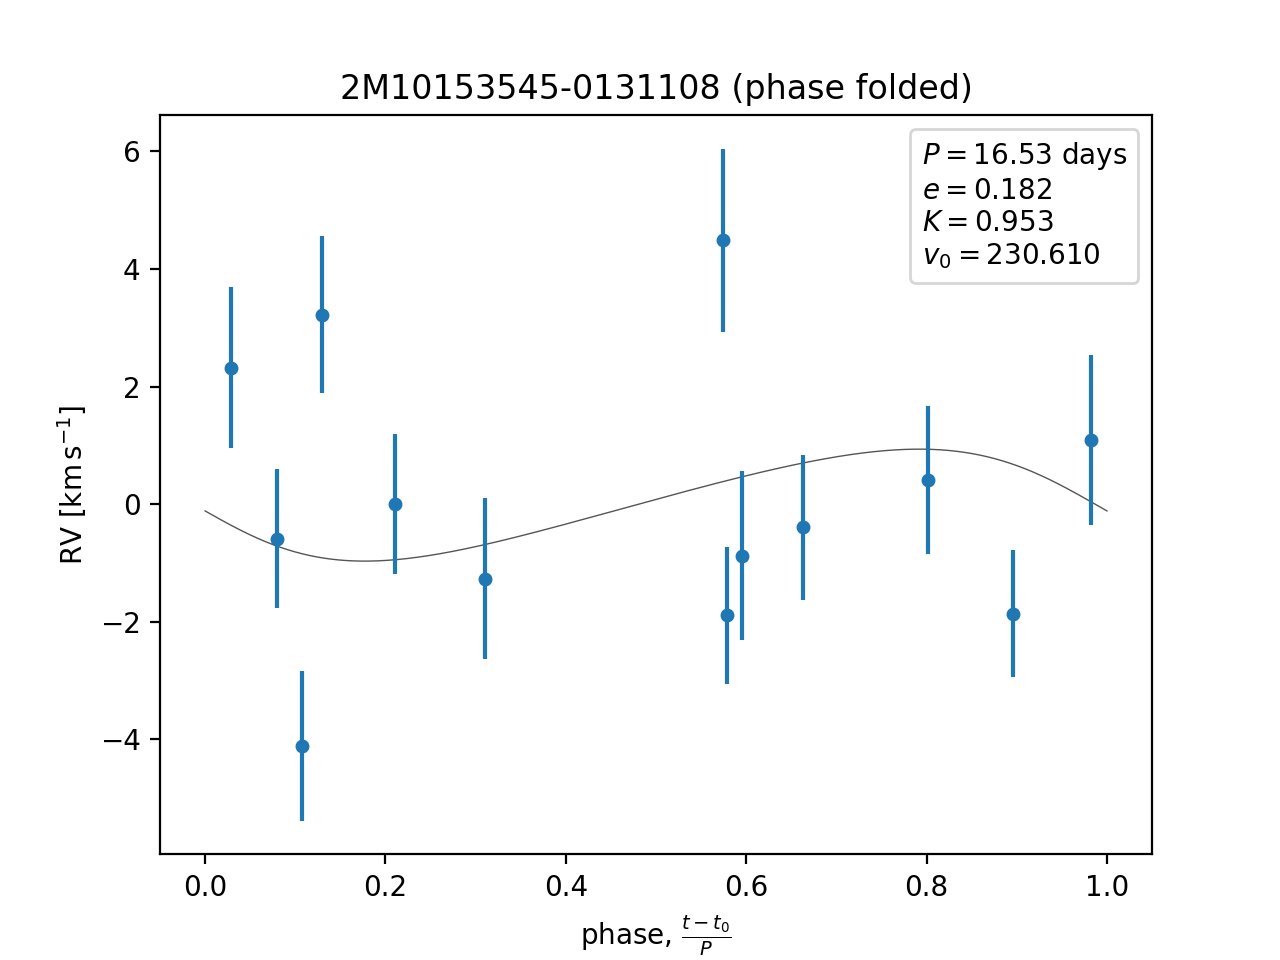 2M10153545-0131108 (phase folded)
P = 16.53 days
e = 0.182
K = 0.953
v₀ = 230.610
6
4
2
0
−2
−4
RV [km s⁻¹]
0.0 0.2 0.4 0.6 0.8 1.0
phase, (t − t₀)/P